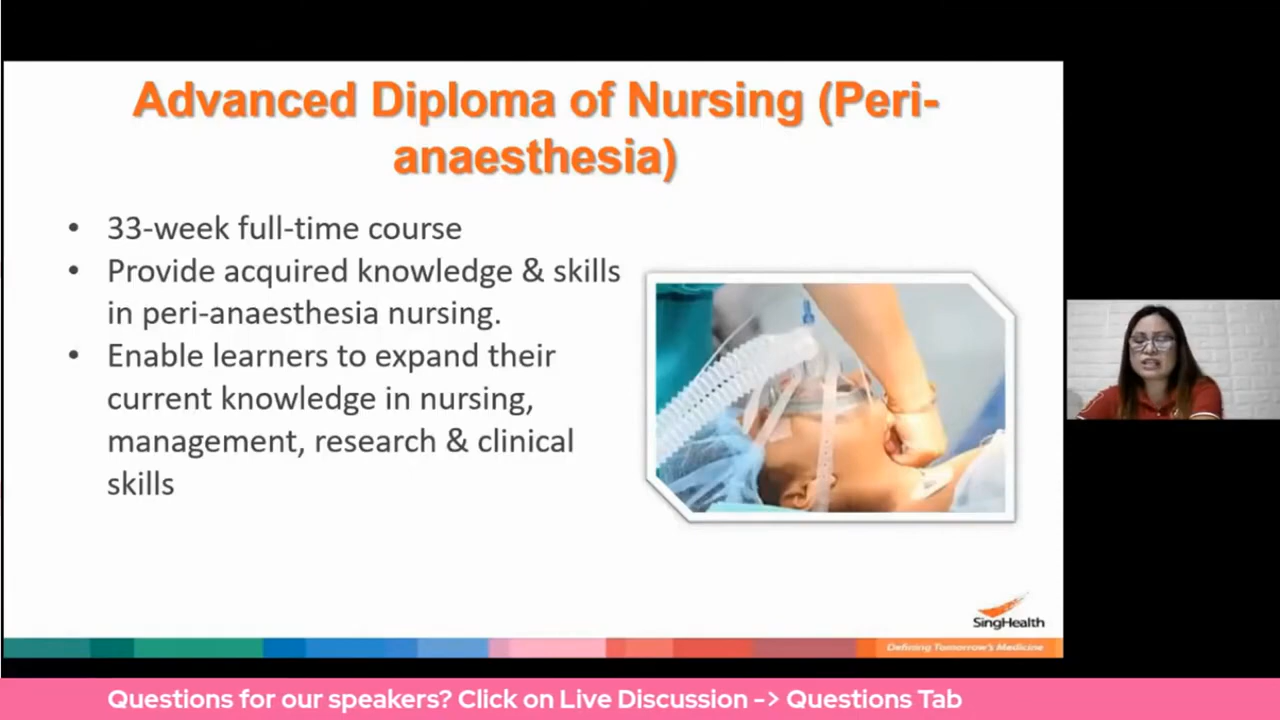 Advanced Diploma of Nursing (Peri-
anaesthesia)
• 33-week full-time course
• Provide acquired knowledge & skills
in peri-anaesthesia nursing.
• Enable learners to expand their
current knowledge in nursing,
management, research & clinical
skills
SingHealth
Defining Tomorrow's Medicine
Questions for our speakers? Click on Live Discussion -> Questions Tab